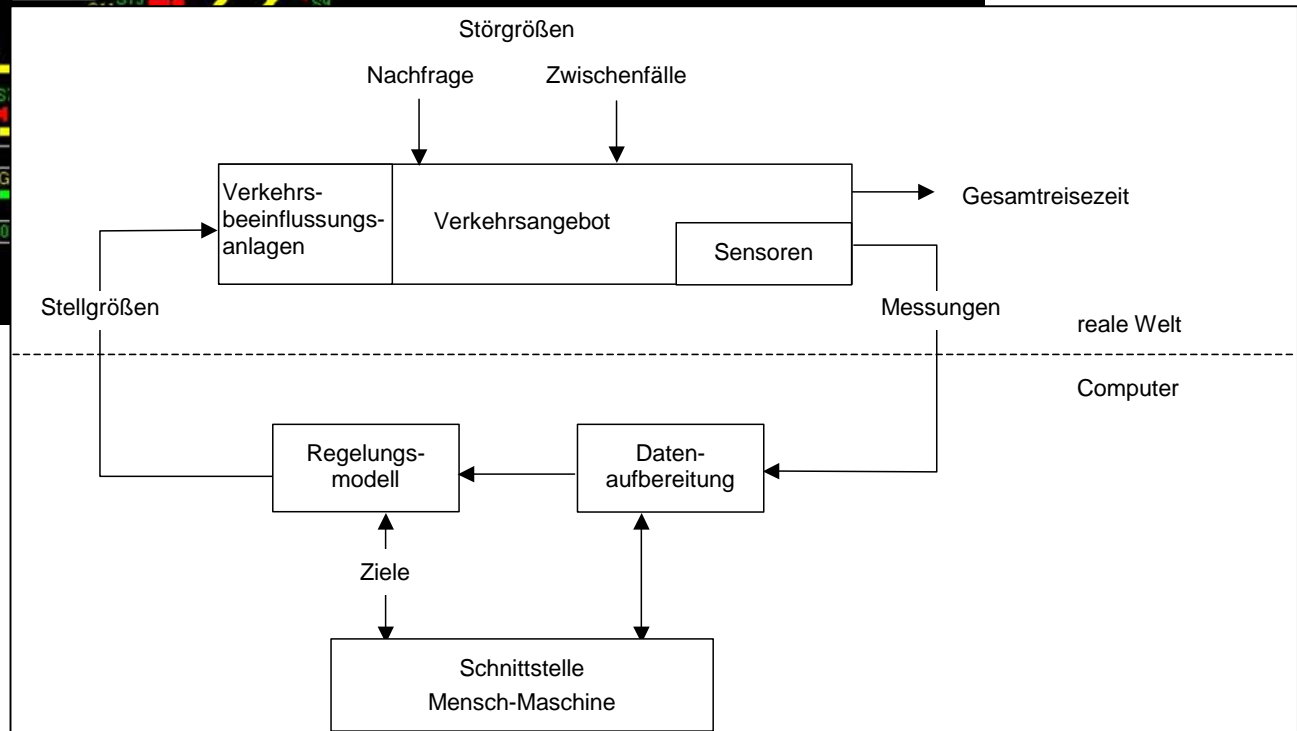 Störgrößen
Nachfrage
Zwischenfälle
Verkehrs-
beeinflussungs-
anlagen
Verkehrsangebot
Sensoren
Gesamtreisezeit
Stellgrößen
Messungen
reale Welt
Computer
Regelungs-
modell
Daten-
aufbereitung
Ziele
Schnittstelle
Mensch-Maschine